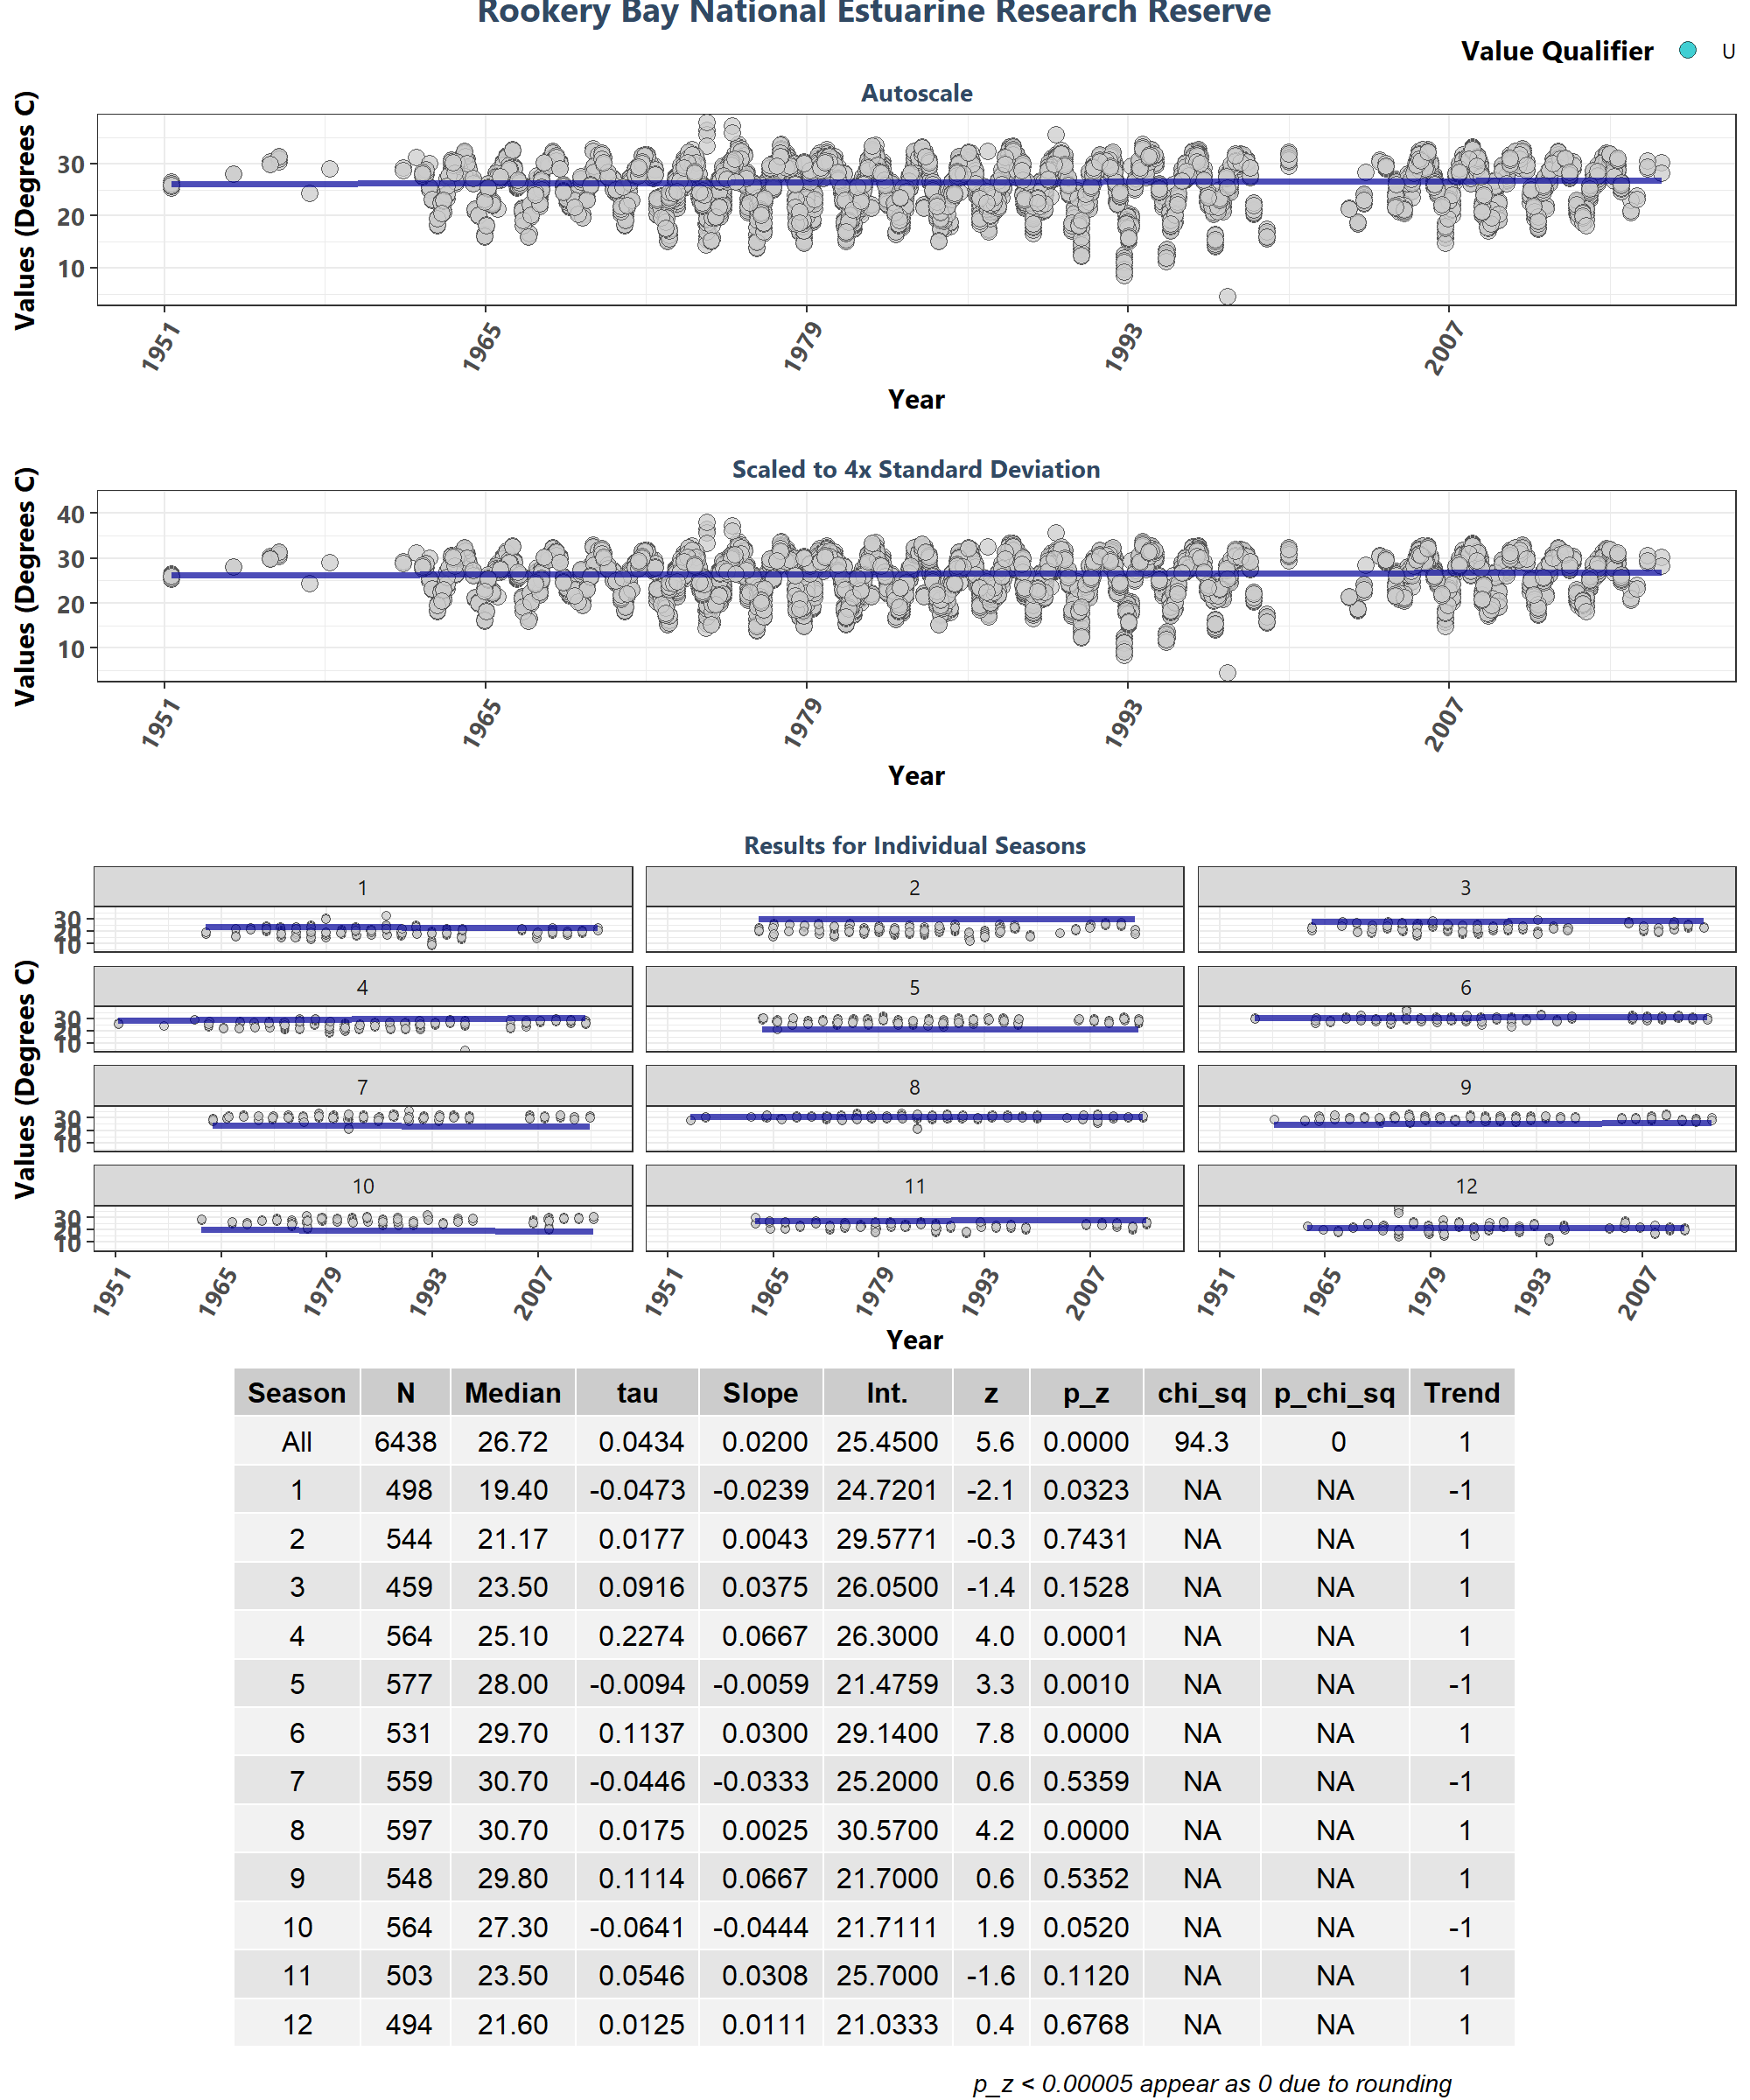 Rookery Bay National Estuarine Research Reserve
Value Qualifier U
Autoscale
Values (Degrees C)
30
20
10
1951 1965 1979 1993 2007
Year
Scaled to 4x Standard Deviation
Values (Degrees C)
40
30
20
10
1951 1965 1979 1993 2007
Year
Results for Individual Seasons
Values (Degrees C)
1 2 3
30
20
10
4 5 6
30
20
10
7 8 9
30
20
10
10 11 12
30
20
10
1951 1965 1979 1993 2007 1951 1965 1979 1993 2007 1951 1965 1979 1993 2007
Year
Season N Median tau Slope Int. z p_z chi_sq p_chi_sq Trend
All 6438 26.72 0.0434 0.0200 25.4500 5.6 0.0000 94.3 0 1
1 498 19.40 -0.0473 -0.0239 24.7201 -2.1 0.0323 NA NA -1
2 544 21.17 0.0177 0.0043 29.5771 -0.3 0.7431 NA NA 1
3 459 23.50 0.0916 0.0375 26.0500 -1.4 0.1528 NA NA 1
4 564 25.10 0.2274 0.0667 26.3000 4.0 0.0001 NA NA 1
5 577 28.00 -0.0094 -0.0059 21.4759 3.3 0.0010 NA NA -1
6 531 29.70 0.1137 0.0300 29.1400 7.8 0.0000 NA NA 1
7 559 30.70 -0.0446 -0.0333 25.2000 0.6 0.5359 NA NA -1
8 597 30.70 0.0175 0.0025 30.5700 4.2 0.0000 NA NA 1
9 548 29.80 0.1114 0.0667 21.7000 0.6 0.5352 NA NA 1
10 564 27.30 -0.0641 -0.0444 21.7111 1.9 0.0520 NA NA -1
11 503 23.50 0.0546 0.0308 25.7000 -1.6 0.1120 NA NA 1
12 494 21.60 0.0125 0.0111 21.0333 0.4 0.6768 NA NA 1
p_z < 0.00005 appear as 0 due to rounding